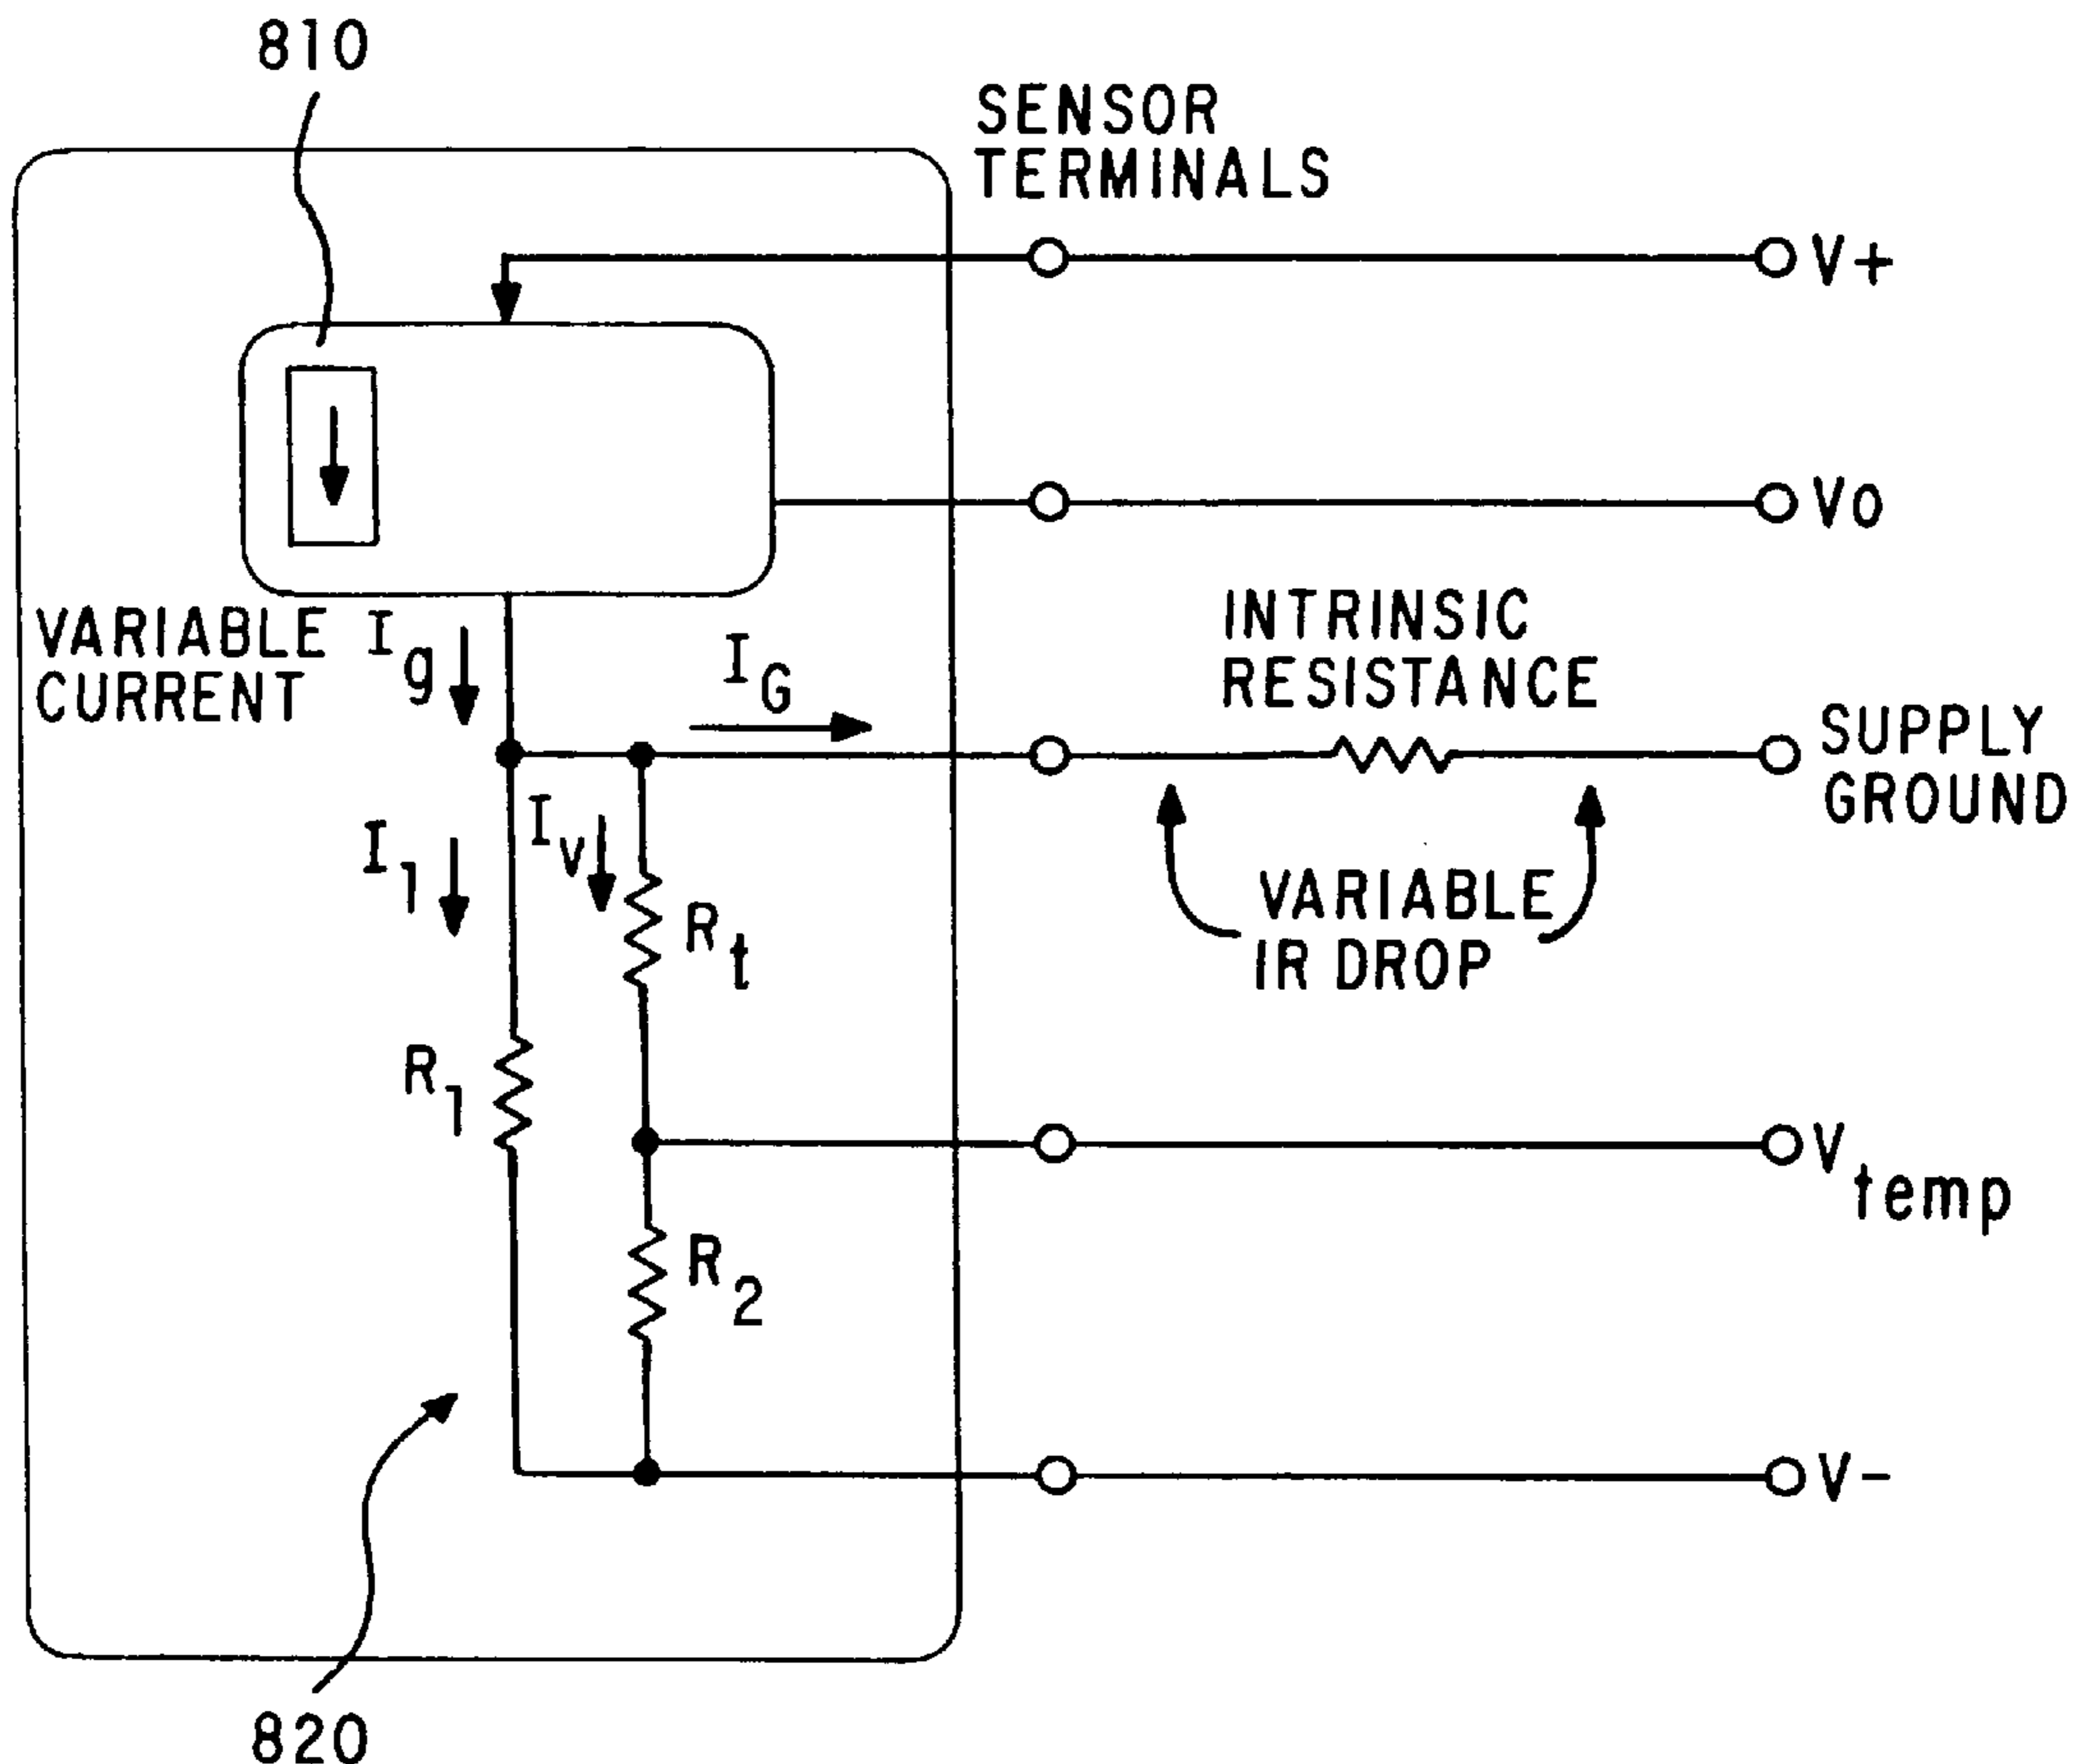 810
SENSOR
TERMINALS
V+
Vo
VARIABLE
CURRENT
Ig
IG
INTRINSIC
RESISTANCE
SUPPLY
GROUND
I1
Iv
Rt
VARIABLE
IR DROP
R1
Vtemp
R2
V-
820